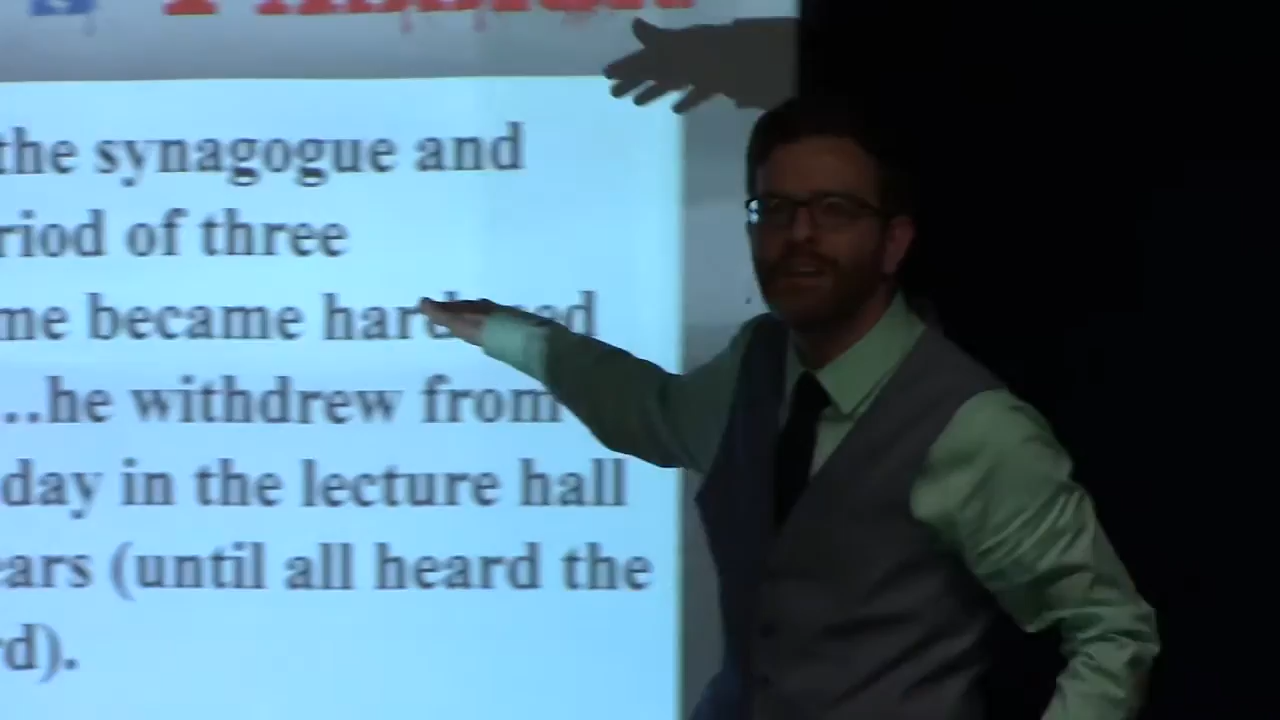 the synagogue and
riod of three
me became
...he withdrew from
day in the lecture hall
ears (until all heard the
rd).